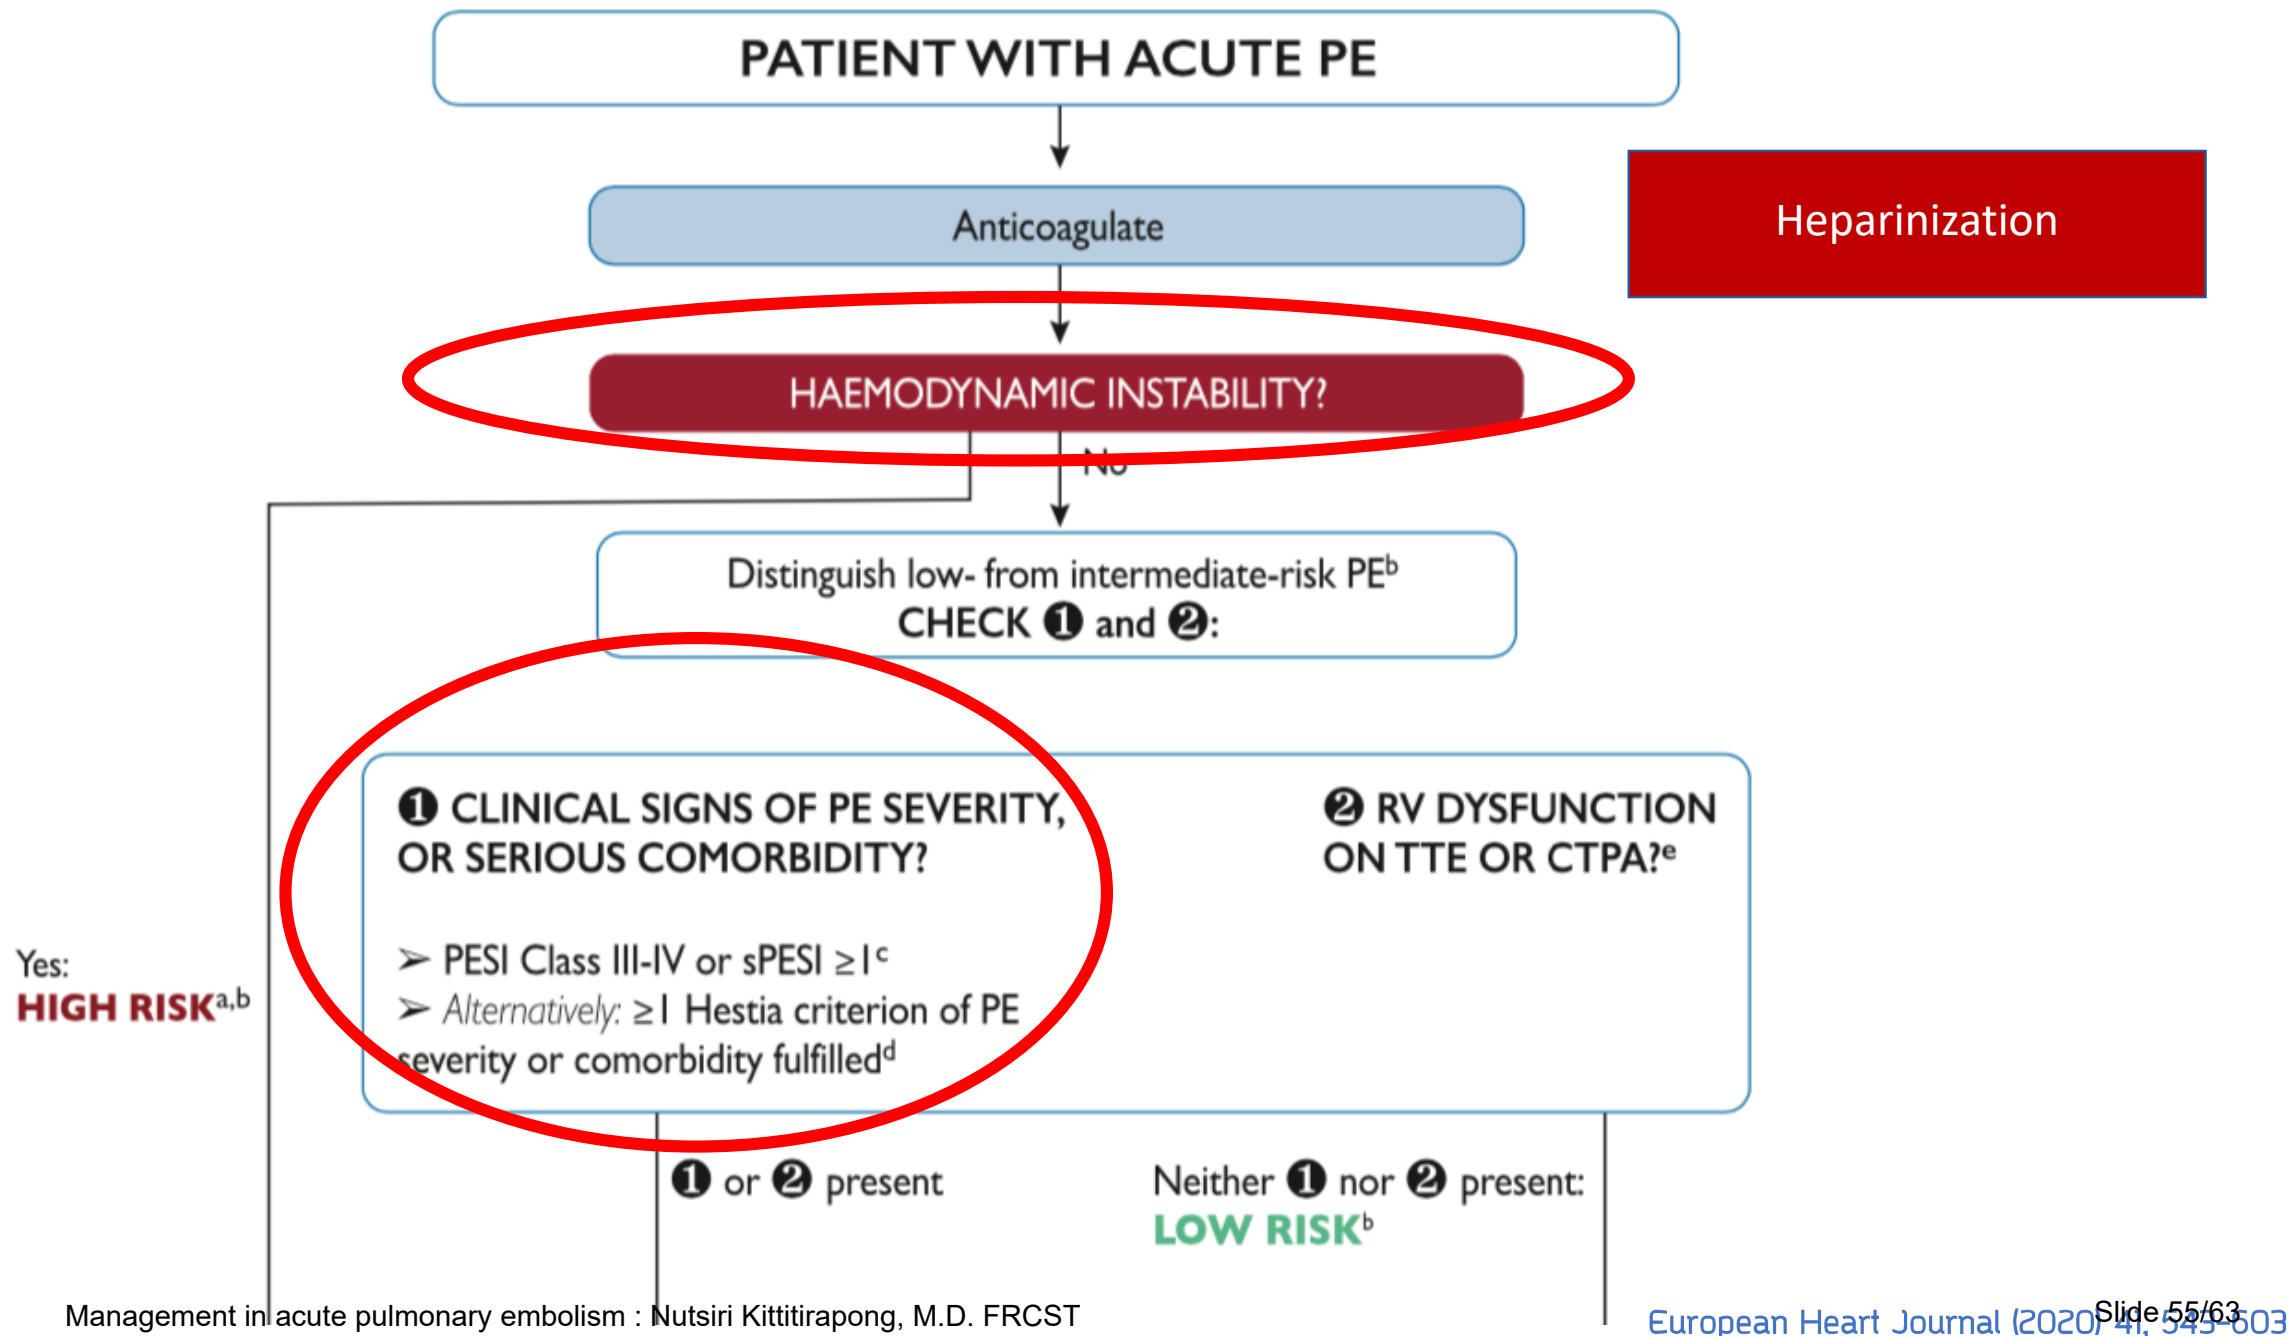 PATIENT WITH ACUTE PE
Anticoagulate
Heparinization
HAEMODYNAMIC INSTABILITY?
No
Distinguish low- from intermediate-risk PEᵇ
CHECK ❶ and ❷:
❶ CLINICAL SIGNS OF PE SEVERITY,
OR SERIOUS COMORBIDITY?
➢ PESI Class III-IV or sPESI ≥1ᶜ
➢ Alternatively: ≥1 Hestia criterion of PE
severity or comorbidity fulfilledᵈ
❷ RV DYSFUNCTION
ON TTE OR CTPA?ᵉ
Yes:
HIGH RISKᵃ,ᵇ
❶ or ❷ present
Neither ❶ nor ❷ present:
LOW RISKᵇ
Management in acute pulmonary embolism : Nutsiri Kittitirapong, M.D. FRCST
European Heart Journal (2020) 41, 543-603
Slide 55/63